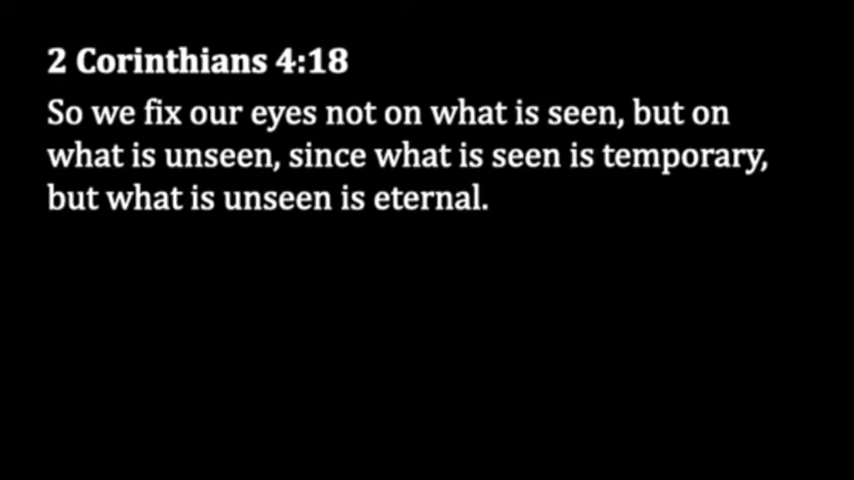 2 Corinthians 4:18
So we fix our eyes not on what is seen, but on
what is unseen, since what is seen is temporary,
but what is unseen is eternal.